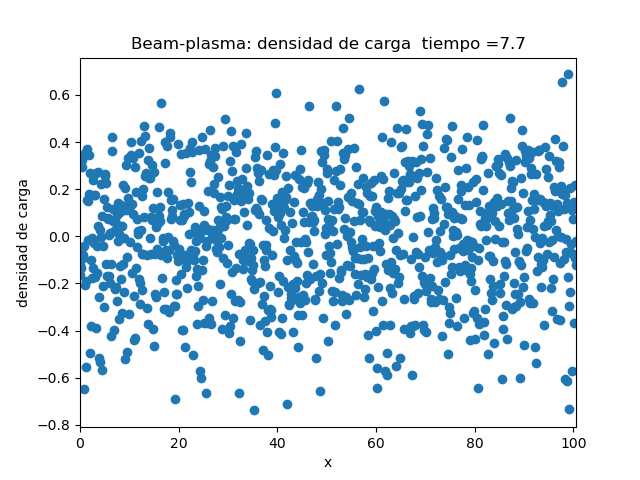 Beam-plasma: densidad de carga  tiempo =7.7
densidad de carga
0.6
0.4
0.2
0.0
−0.2
−0.4
−0.6
−0.8
0 20 40 60 80 100
x